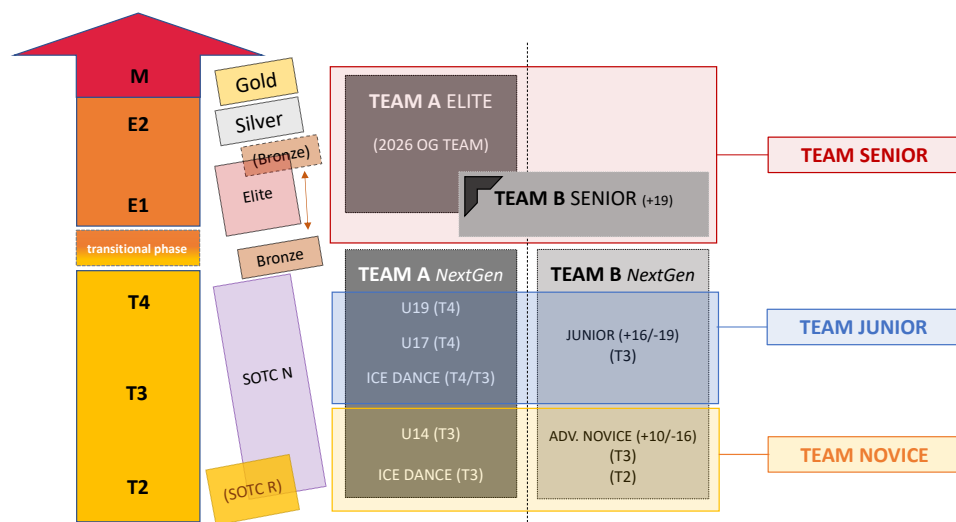 M
E2
E1
transitional phase
T4
T3
T2
Gold
Silver
(Bronze)
Elite
Bronze
SOTC N
(SOTC R)
TEAM A ELITE
(2026 OG TEAM)
TEAM B SENIOR (+19)
TEAM A NextGen
U19 (T4)
U17 (T4)
ICE DANCE (T4/T3)
U14 (T3)
ICE DANCE (T3)
TEAM B NextGen
JUNIOR (+16/-19)
(T3)
ADV. NOVICE (+10/-16)
(T3)
(T2)
TEAM SENIOR
TEAM JUNIOR
TEAM NOVICE